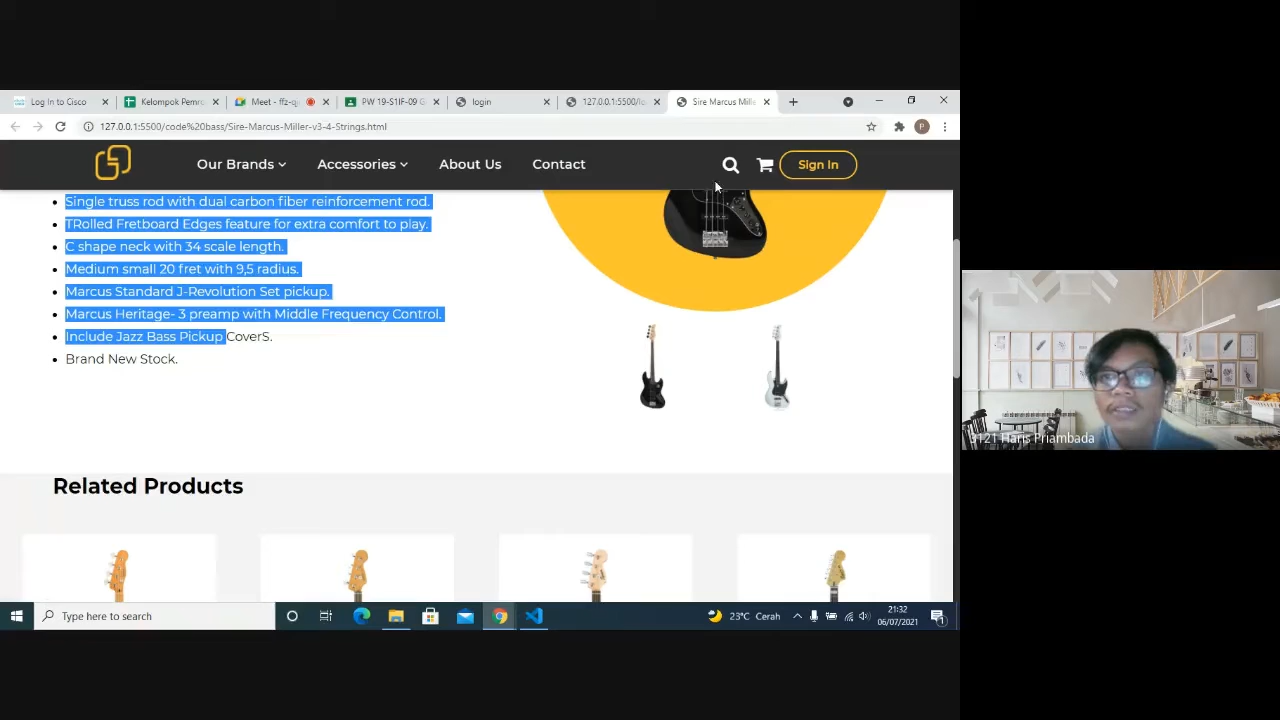 Log In to Cisco
Kelompok Pemro
Meet - ffz-qj
PW 19-S1IF-09 G
login
127.0.0.1:5500/lo
Sire Marcus Mille
127.0.0.1:5500/code%20bass/Sire-Marcus-Miller-v3-4-Strings.html
P
Our Brands
Accessories
About Us
Contact
Sign In
Single truss rod with dual carbon fiber reinforcement rod.
TRolled Fretboard Edges feature for extra comfort to play.
C shape neck with 34 scale length.
Medium small 20 fret with 9,5 radius.
Marcus Standard J-Revolution Set pickup.
Marcus Heritage- 3 preamp with Middle Frequency Control.
Include Jazz Bass Pickup CoverS.
Brand New Stock.
3121 Haris Priambada
Related Products
Type here to search
23°C Cerah
21:32
06/07/2021
1